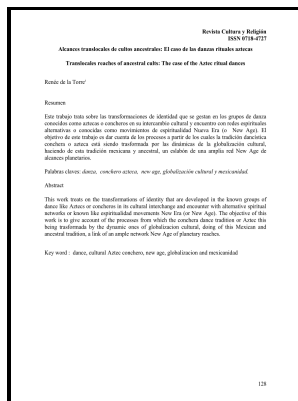 Revista Cultura y Religión
ISSN 0718-4727
Alcances translocales de cultos ancestrales: El caso de las danzas rituales aztecas
Translocales reaches of ancestral cults: The case of the Aztec ritual dances
Renée de la Torre¹
Resumen
Este trabajo trata sobre las transformaciones de identidad que se gestan en los grupos de danza
conocidos como aztecas o concheros en su intercambio cultural y encuentro con redes espirituales
alternativas o conocidas como movimientos de espiritualidad Nueva Era (o New Age). El
objetivo de este trabajo es dar cuenta de los procesos a partir de los cuales la tradición dancística
conchera o azteca está siendo trasformada por las dinámicas de la globalización cultural,
haciendo de esta tradición mexicana y ancestral, un eslabón de una amplia red New Age de
alcances planetarios.
Palabras claves: danza, conchero azteca, new age, globalización cultural y mexicanidad.
Abstract
This work treats on the transformations of identity that are developed in the known groups of
dance like Aztecs or concheros in its cultural interchange and encounter with alternative spiritual
networks or known like espiritualidad movements New Era (or New Age). The objective of this
work is to give account of the processes from which the conchera dance tradition or Aztec this
being trasformada by the dynamic ones of globalizacion cultural, doing of this Mexican and
ancestral tradition, a link of an ample network New Age of planetary reaches.
Key word : dance, cultural Aztec conchero, new age, globalizacion and mexicanidad
128